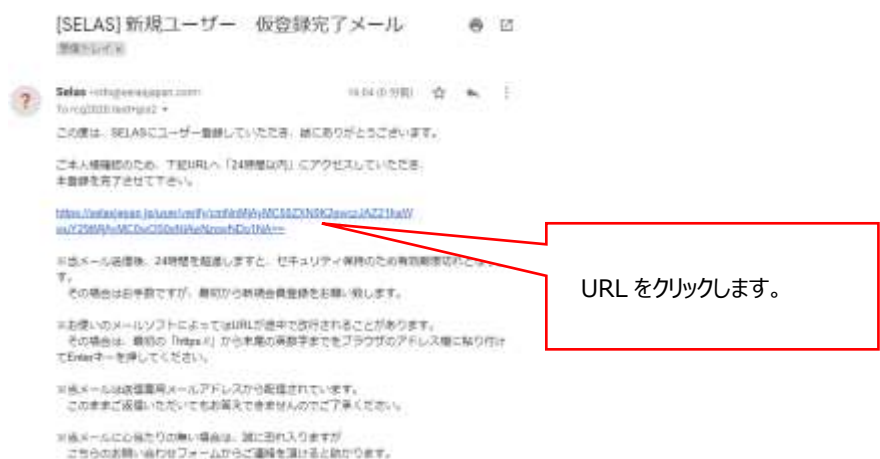 [SELAS] 新規ユーザー　仮登録完了メール
受信トレイ ×
Selas
To
この度は、SELASにユーザー登録していただき、誠にありがとうございます。
ご本人様確認のため、下記URLへ「24時間以内」にアクセスしていただき、
本登録を完了させて下さい。
※当メール送信後、24時間を超過しますと、セキュリティ保持のため有効期限切れとなりま
す。
その場合はお手数ですが、最初から新規会員登録をお願い致します。
※お使いのメールソフトによってはURLが途中で改行されることがあります。
その場合は、最初の「https://」から末尾の英数字までをブラウザのアドレス欄に貼り付け
てEnterキーを押してください。
※当メールは送信専用メールアドレスから配信されています。
このままご返信いただいてもお答えできませんのでご了承ください。
※当メールに心当たりの無い場合は、誠に恐れ入りますが
こちらのお問い合わせフォームからご連絡を頂けると助かります。
URL をクリックします。